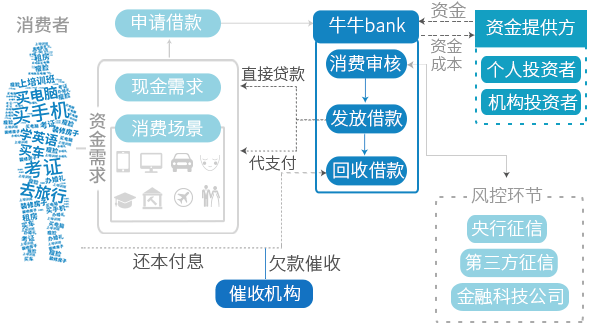 消费者
申请借款
牛牛bank
资金
资金提供方
资金
成本
个人投资者
机构投资者
消费审核
发放借款
回收借款
直接贷款
代支付
现金需求
消费场景
资金需求
上培训班
买电脑
买手机
学英语
买车
考证
去旅行
租房
还本付息
欠款催收
催收机构
风控环节
央行征信
第三方征信
金融科技公司